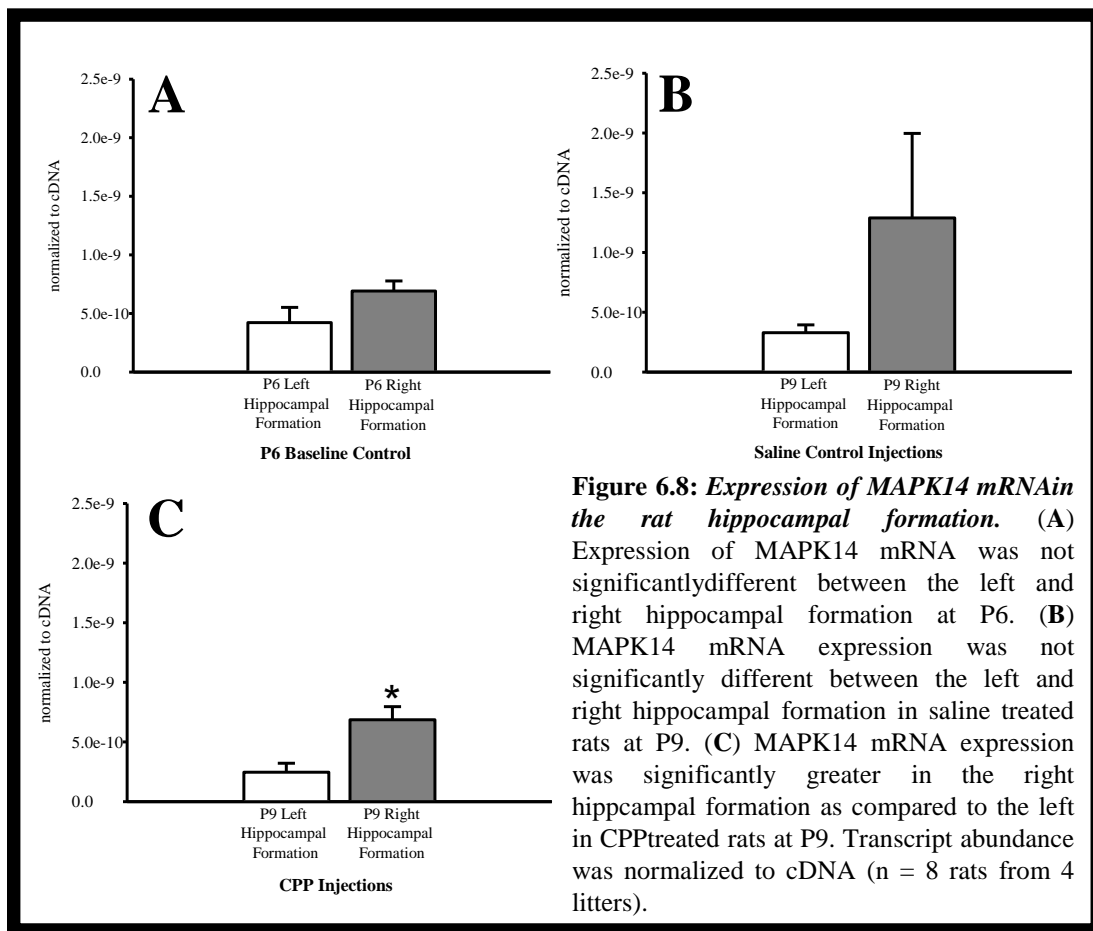 A
2.5e-9
2.0e-9
1.5e-9
1.0e-9
5.0e-10
0.0
normalized to cDNA
P6 Left
Hippocampal
Formation
P6 Right
Hippocampal
Formation
P6 Baseline Control
B
2.5e-9
2.0e-9
1.5e-9
1.0e-9
5.0e-10
0.0
normalized to cDNA
P9 Left
Hippocampal
Formation
P9 Right
Hippocampal
Formation
Saline Control Injections
C
2.5e-9
2.0e-9
1.5e-9
1.0e-9
5.0e-10
0.0
normalized to cDNA
*
P9 Left
Hippocampal
Formation
P9 Right
Hippocampal
Formation
CPP Injections
Figure 6.8: Expression of MAPK14 mRNAin
the rat hippocampal formation. (A)
Expression of MAPK14 mRNA was not
significantlydifferent between the left and
right hippocampal formation at P6. (B)
MAPK14 mRNA expression was not
significantly different between the left and
right hippocampal formation in saline treated
rats at P9. (C) MAPK14 mRNA expression
was significantly greater in the right
hippcampal formation as compared to the left
in CPPtreated rats at P9. Transcript abundance
was normalized to cDNA (n = 8 rats from 4
litters).